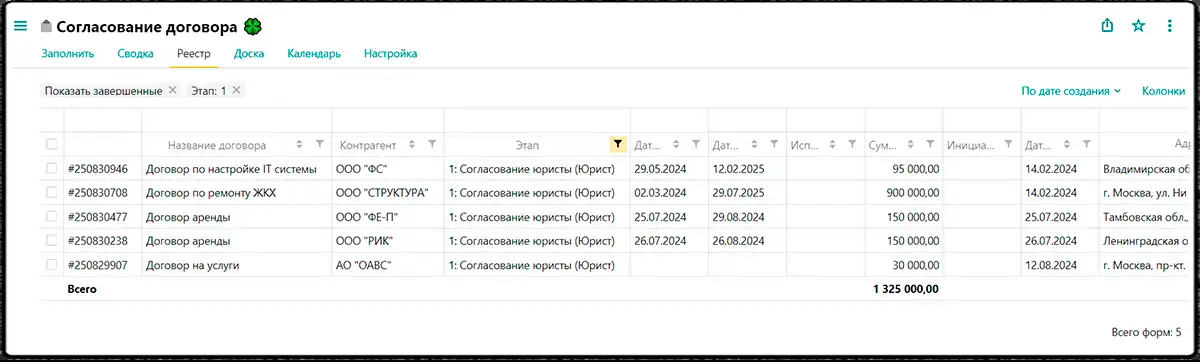 Согласование договора
Заполнить Сводка Реестр Доска Календарь Настройка
Показать завершенные Этап: 1 По дате создания Колонки
Название договора Контрагент Этап Дат... Дат... Исп... Сум... Инициа... Дат... Ад
#250830946 Договор по настройке IT системы ООО "ФС" 1: Согласование юристы (Юрист) 29.05.2024 12.02.2025 95 000,00 14.02.2024 Владимирская об
#250830708 Договор по ремонту ЖКХ ООО "СТРУКТУРА" 1: Согласование юристы (Юрист) 02.03.2024 29.07.2025 900 000,00 14.02.2024 г. Москва, ул. Ни
#250830477 Договор аренды ООО "ФЕ-П" 1: Согласование юристы (Юрист) 25.07.2024 29.08.2024 150 000,00 25.07.2024 Тамбовская обл.,
#250830238 Договор аренды ООО "РИК" 1: Согласование юристы (Юрист) 26.07.2024 26.08.2024 150 000,00 26.07.2024 Ленинградская о
#250829907 Договор на услуги АО "ОАВС" 1: Согласование юристы (Юрист) 30 000,00 12.08.2024 г. Москва, пр-кт.
Всего 1 325 000,00
Всего форм: 5